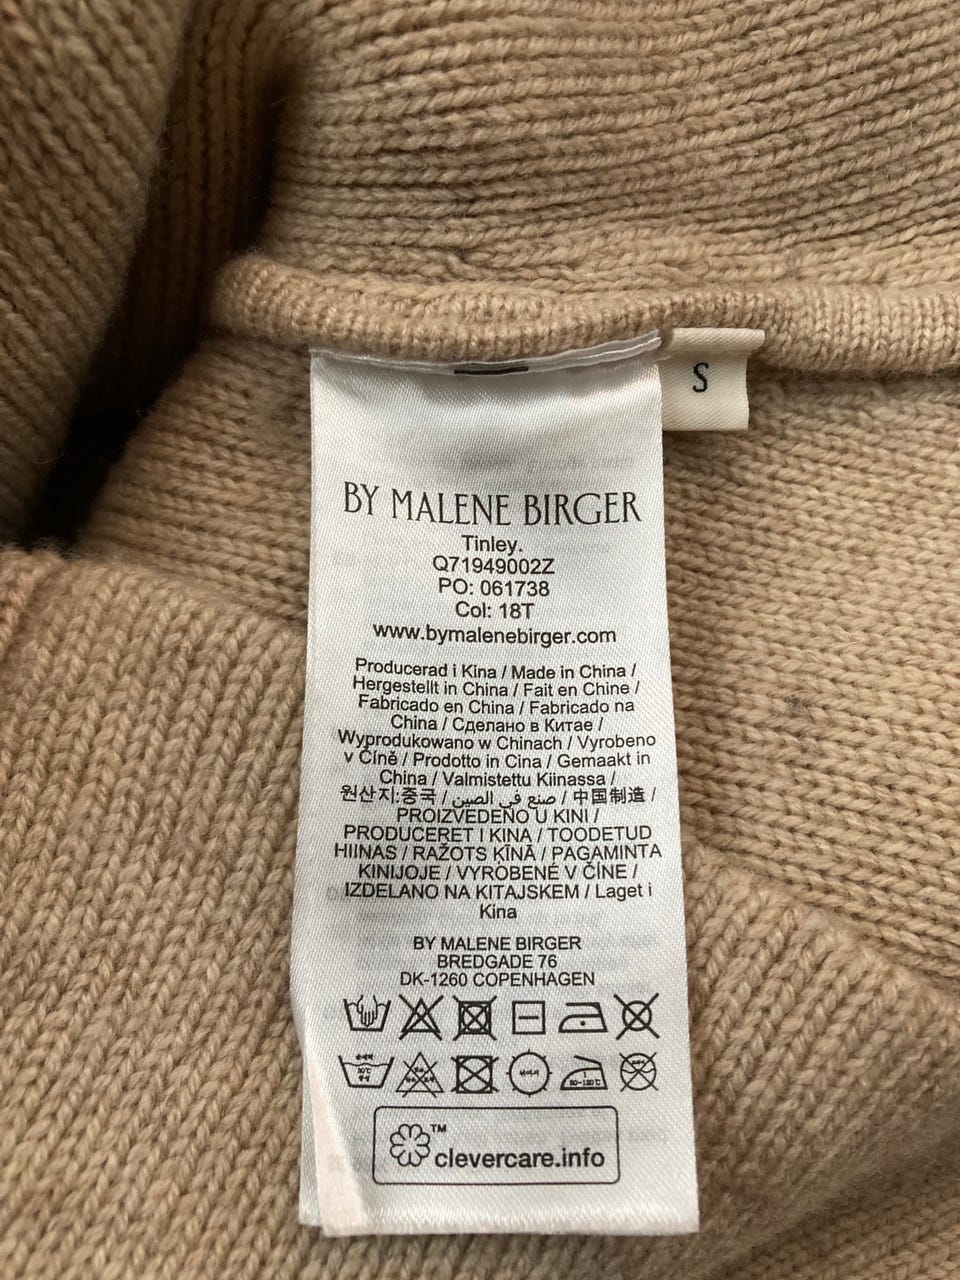 S
BY MALENE BIRGER
Tinley.
Q71949002Z
PO: 061738
Col: 18T
www.bymalenebirger.com
Producerad i Kina / Made in China /
Hergestellt in China / Fait en Chine /
Fabricado en China / Fabricado na
China / Сделано в Китае /
Wyprodukowano w Chinach / Vyrobeno
v Číně / Prodotto in Cina / Gemaakt in
China / Valmistettu Kiinassa /
원산지:중국 / صنع في الصين / 中国制造 /
PROIZVEDENO U KINI /
PRODUCERET I KINA / TOODETUD
HIINAS / RAŽOTS ĶĪNĀ / PAGAMINTA
KINIJOJE / VYROBENÉ V ČÍNE /
IZDELANO NA KITAJSKEM / Laget i
Kina
BY MALENE BIRGER
BREDGADE 76
DK-1260 COPENHAGEN
™
clevercare.info